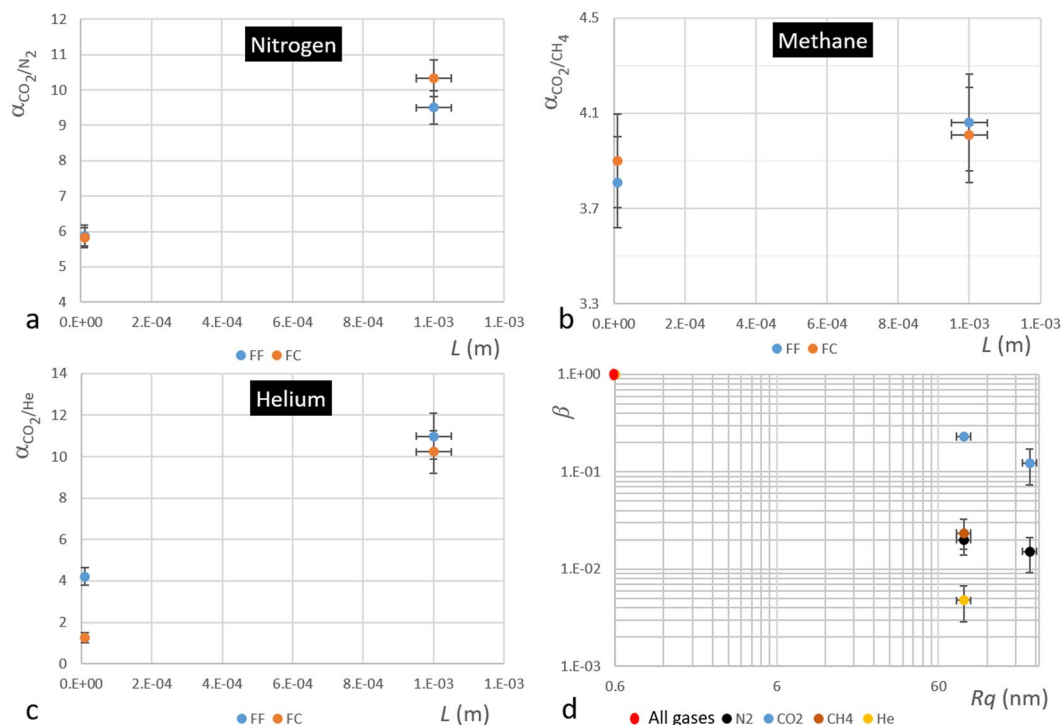 Nitrogen
α CO₂/N₂
12
11
10
9
8
7
6
5
4
0.E+00 2.E-04 4.E-04 6.E-04 8.E-04 1.E-03 1.E-03
a
L (m)
FF FC
Methane
α CO₂/CH₄
4.5
4.1
3.7
3.3
0.E+00 2.E-04 4.E-04 6.E-04 8.E-04 1.E-03 1.E-03
b
L (m)
FF FC
Helium
α CO₂/He
14
12
10
8
6
4
2
0
0.E+00 2.E-04 4.E-04 6.E-04 8.E-04 1.E-03 1.E-03
c
L (m)
FF FC
β
1.E+00
1.E-01
1.E-02
1.E-03
0.6 6 60
Rq (nm)
All gases N2 CO2 CH4 He
d